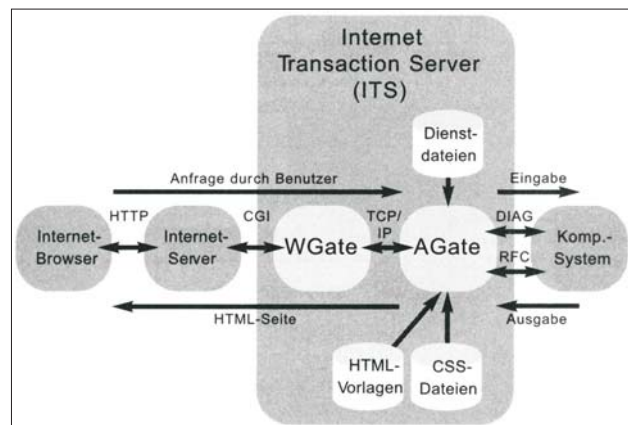 Internet
Transaction Server
(ITS)
Dienst-
dateien
Anfrage durch Benutzer
Eingabe
HTTP
CGI
TCP/
IP
DIAG
Internet-
Browser
Internet-
Server
WGate
AGate
RFC
Komp.-
System
HTML-Seite
Ausgabe
HTML-
Vorlagen
CSS-
Dateien